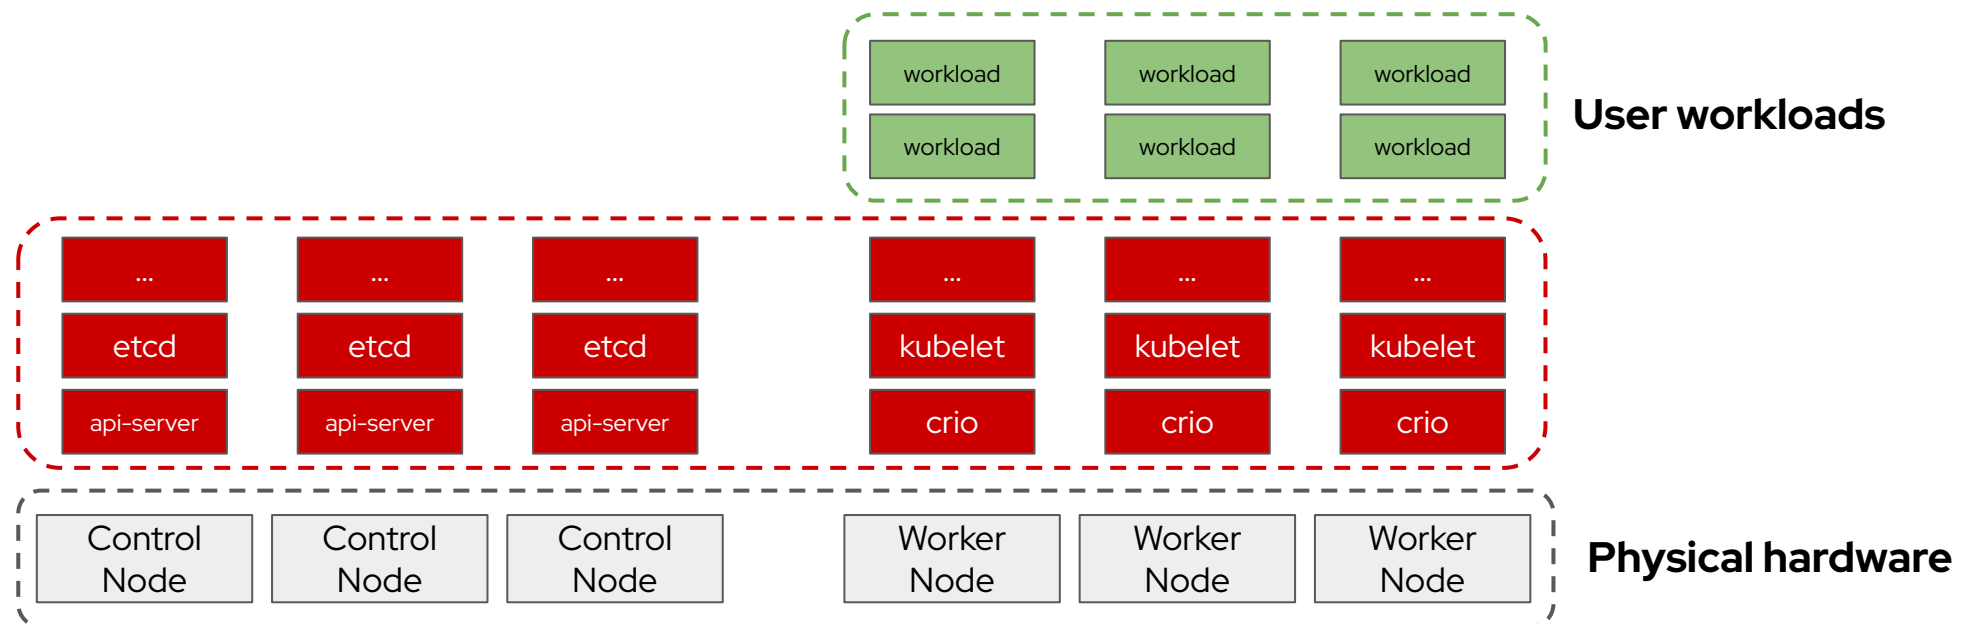 workload workload workload
User workloads
workload workload workload
... ... ... ... ... ...
etcd etcd etcd kubelet kubelet kubelet
api-server api-server api-server crio crio crio
Control Control Control Worker Worker Worker
Node Node Node Node Node Node
Physical hardware